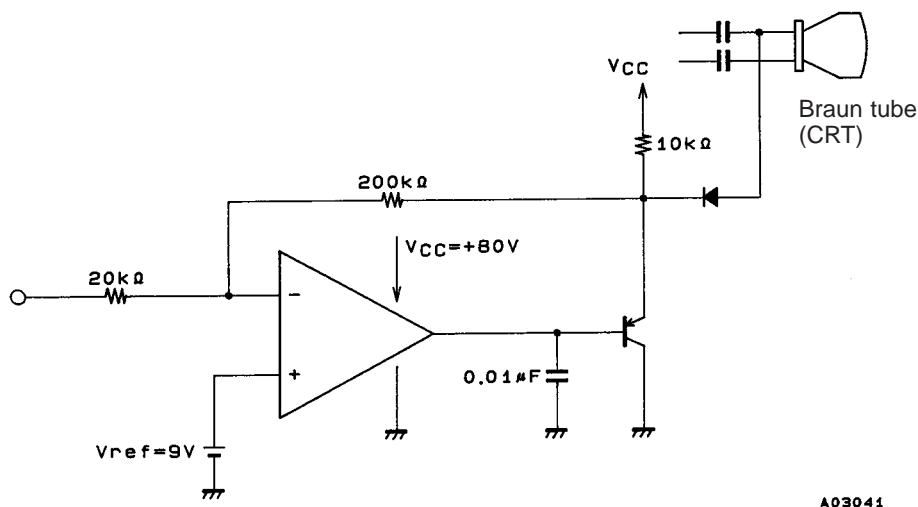 VCC
Braun tube
(CRT)
10kΩ
200kΩ
VCC=+80V
20kΩ
−
+
0.01μF
Vref=9V
A03041